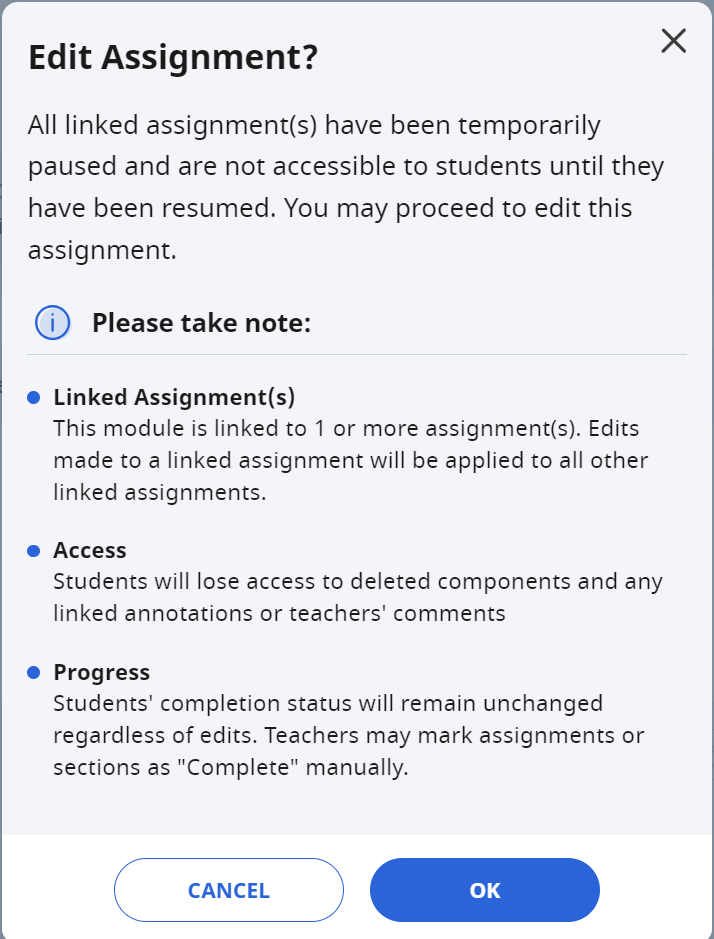 Edit Assignment?
All linked assignment(s) have been temporarily
paused and are not accessible to students until they
have been resumed. You may proceed to edit this
assignment.
Please take note:
Linked Assignment(s)
This module is linked to 1 or more assignment(s). Edits
made to a linked assignment will be applied to all other
linked assignments.
Access
Students will lose access to deleted components and any
linked annotations or teachers' comments
Progress
Students' completion status will remain unchanged
regardless of edits. Teachers may mark assignments or
sections as "Complete" manually.
CANCEL
OK